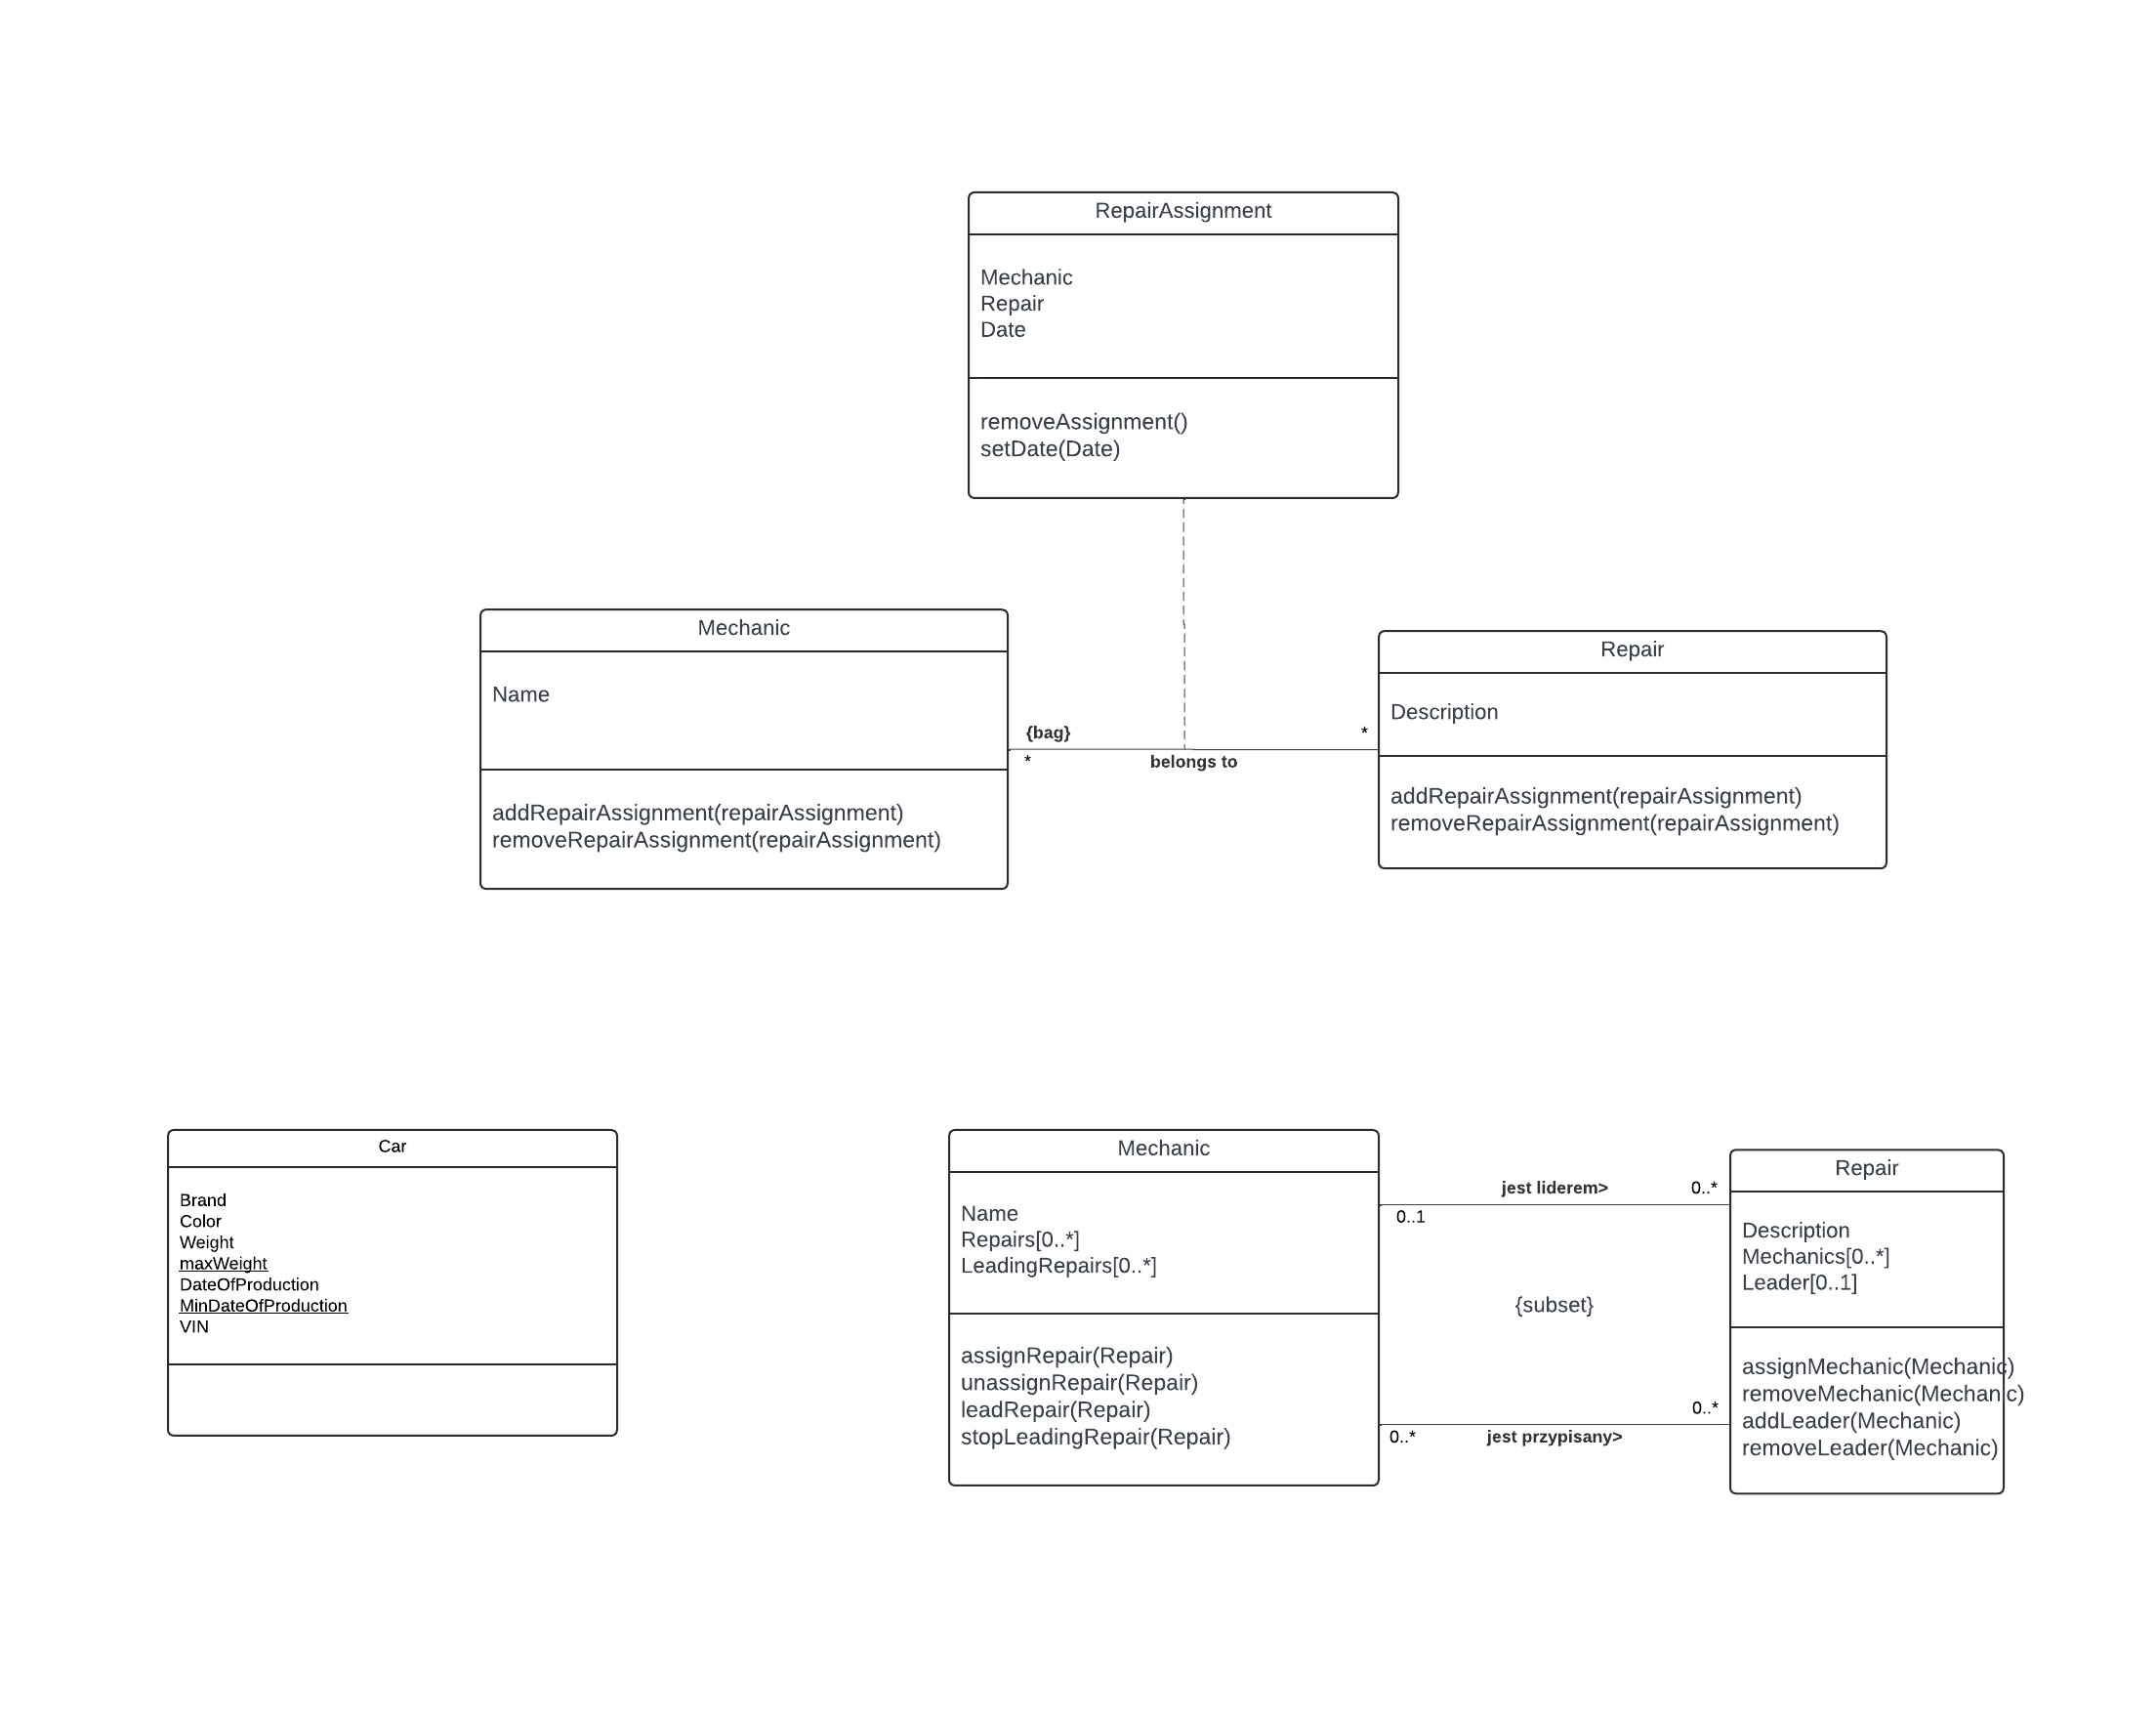 RepairAssignment
Mechanic
Repair
Date
removeAssignment()
setDate(Date)
Mechanic
Name
addRepairAssignment(repairAssignment)
removeRepairAssignment(repairAssignment)
{bag}
*
belongs to
*
Repair
Description
addRepairAssignment(repairAssignment)
removeRepairAssignment(repairAssignment)
Car
Brand
Color
Weight
maxWeight
DateOfProduction
MinDateOfProduction
VIN
Mechanic
Name
Repairs[0..*]
LeadingRepairs[0..*]
assignRepair(Repair)
unassignRepair(Repair)
leadRepair(Repair)
stopLeadingRepair(Repair)
jest liderem>
0..*
0..1
{subset}
0..*
0..*
jest przypisany>
Repair
Description
Mechanics[0..*]
Leader[0..1]
assignMechanic(Mechanic)
removeMechanic(Mechanic)
addLeader(Mechanic)
removeLeader(Mechanic)